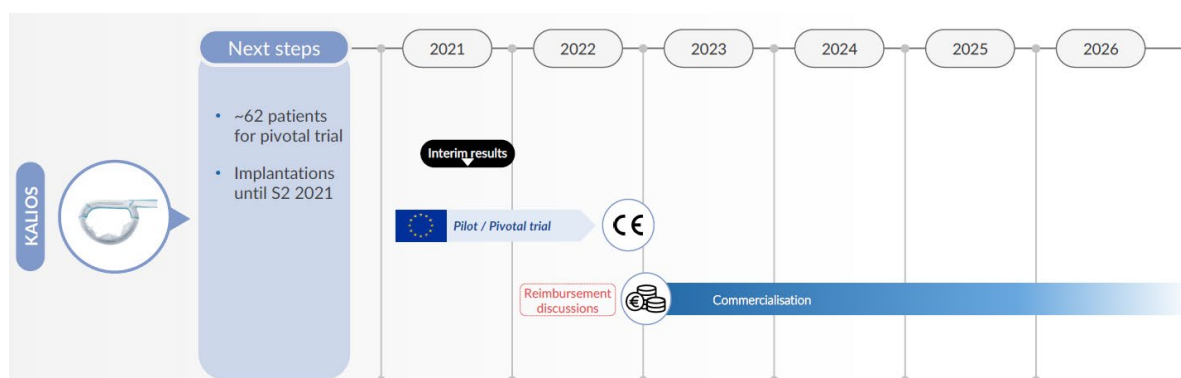 Next steps
2021
2022
2023
2024
2025
2026
KALIOS
• ~62 patients
for pivotal trial
• Implantations
until S2 2021
Interim results
Pilot / Pivotal trial
CE
Reimbursement
discussions
€
Commercialisation